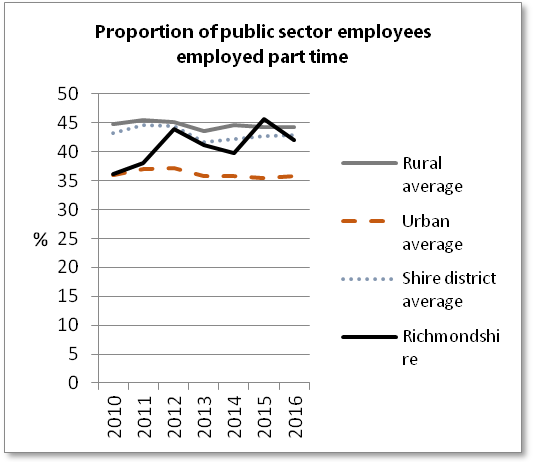 Proportion of public sector employees
employed part time
50
45
40
35
30
25
20
15
10
5
0
%
2010
2011
2012
2013
2014
2015
2016
Rural
average
Urban
average
Shire district
average
Richmondshi
re